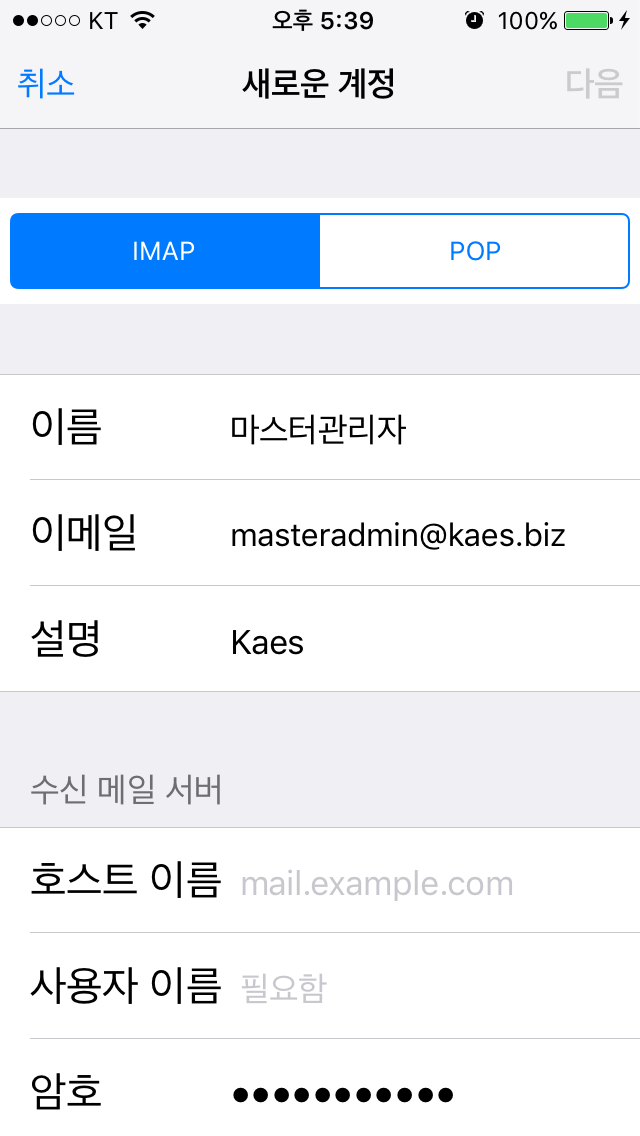 KT 오후 5:39 100%
취소 새로운 계정 다음
IMAP POP
이름 마스터관리자
이메일 masteradmin@kaes.biz
설명 Kaes
수신 메일 서버
호스트 이름 mail.example.com
사용자 이름 필요함
암호 ●●●●●●●●●●●